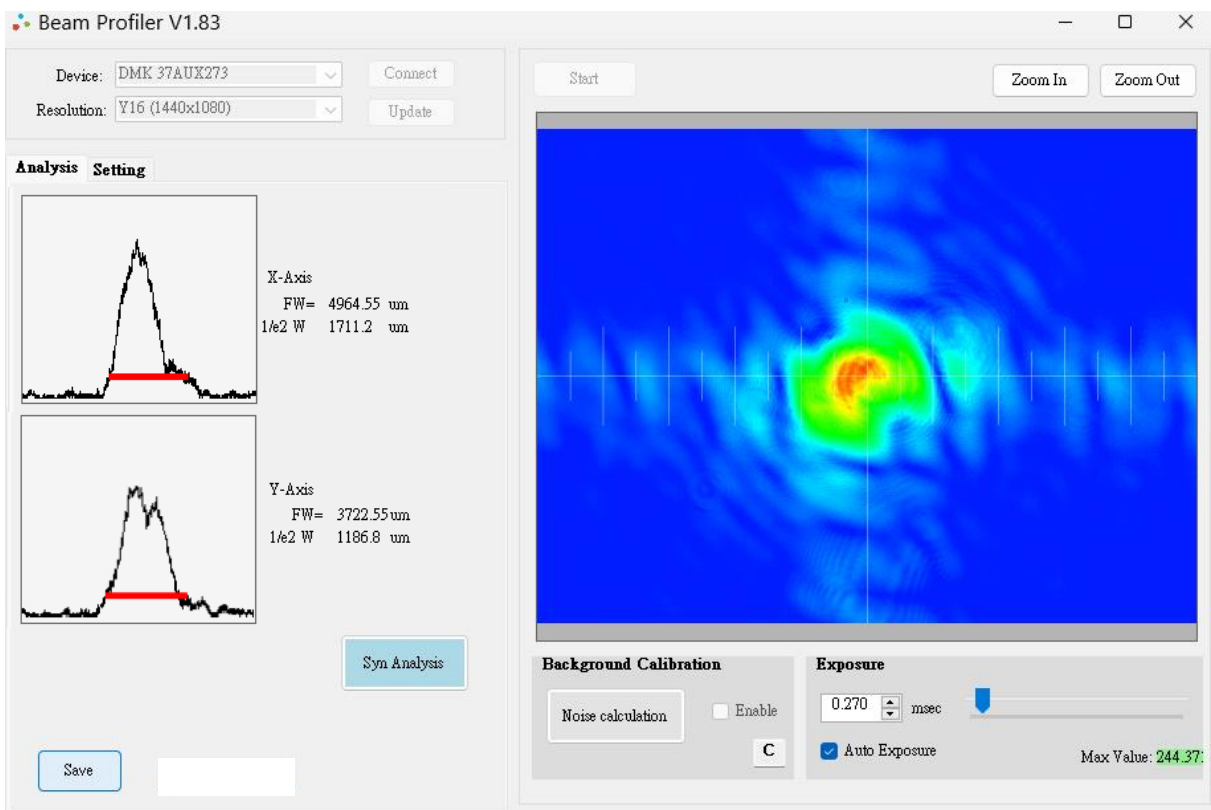 Beam Profiler V1.83
Device: DMK 37AUX273 Connect
Resolution: Y16 (1440x1080) Update
Analysis Setting
X-Axis
FW= 4964.55 um
1/e2 W 1711.2 um
Y-Axis
FW= 3722.55um
1/e2 W 1186.8 um
Syn Analysis
Save
Start Zoom In Zoom Out
Background Calibration
Noise calculation Enable
C
Exposure
0.270 msec
Auto Exposure
Max Value: 244.37